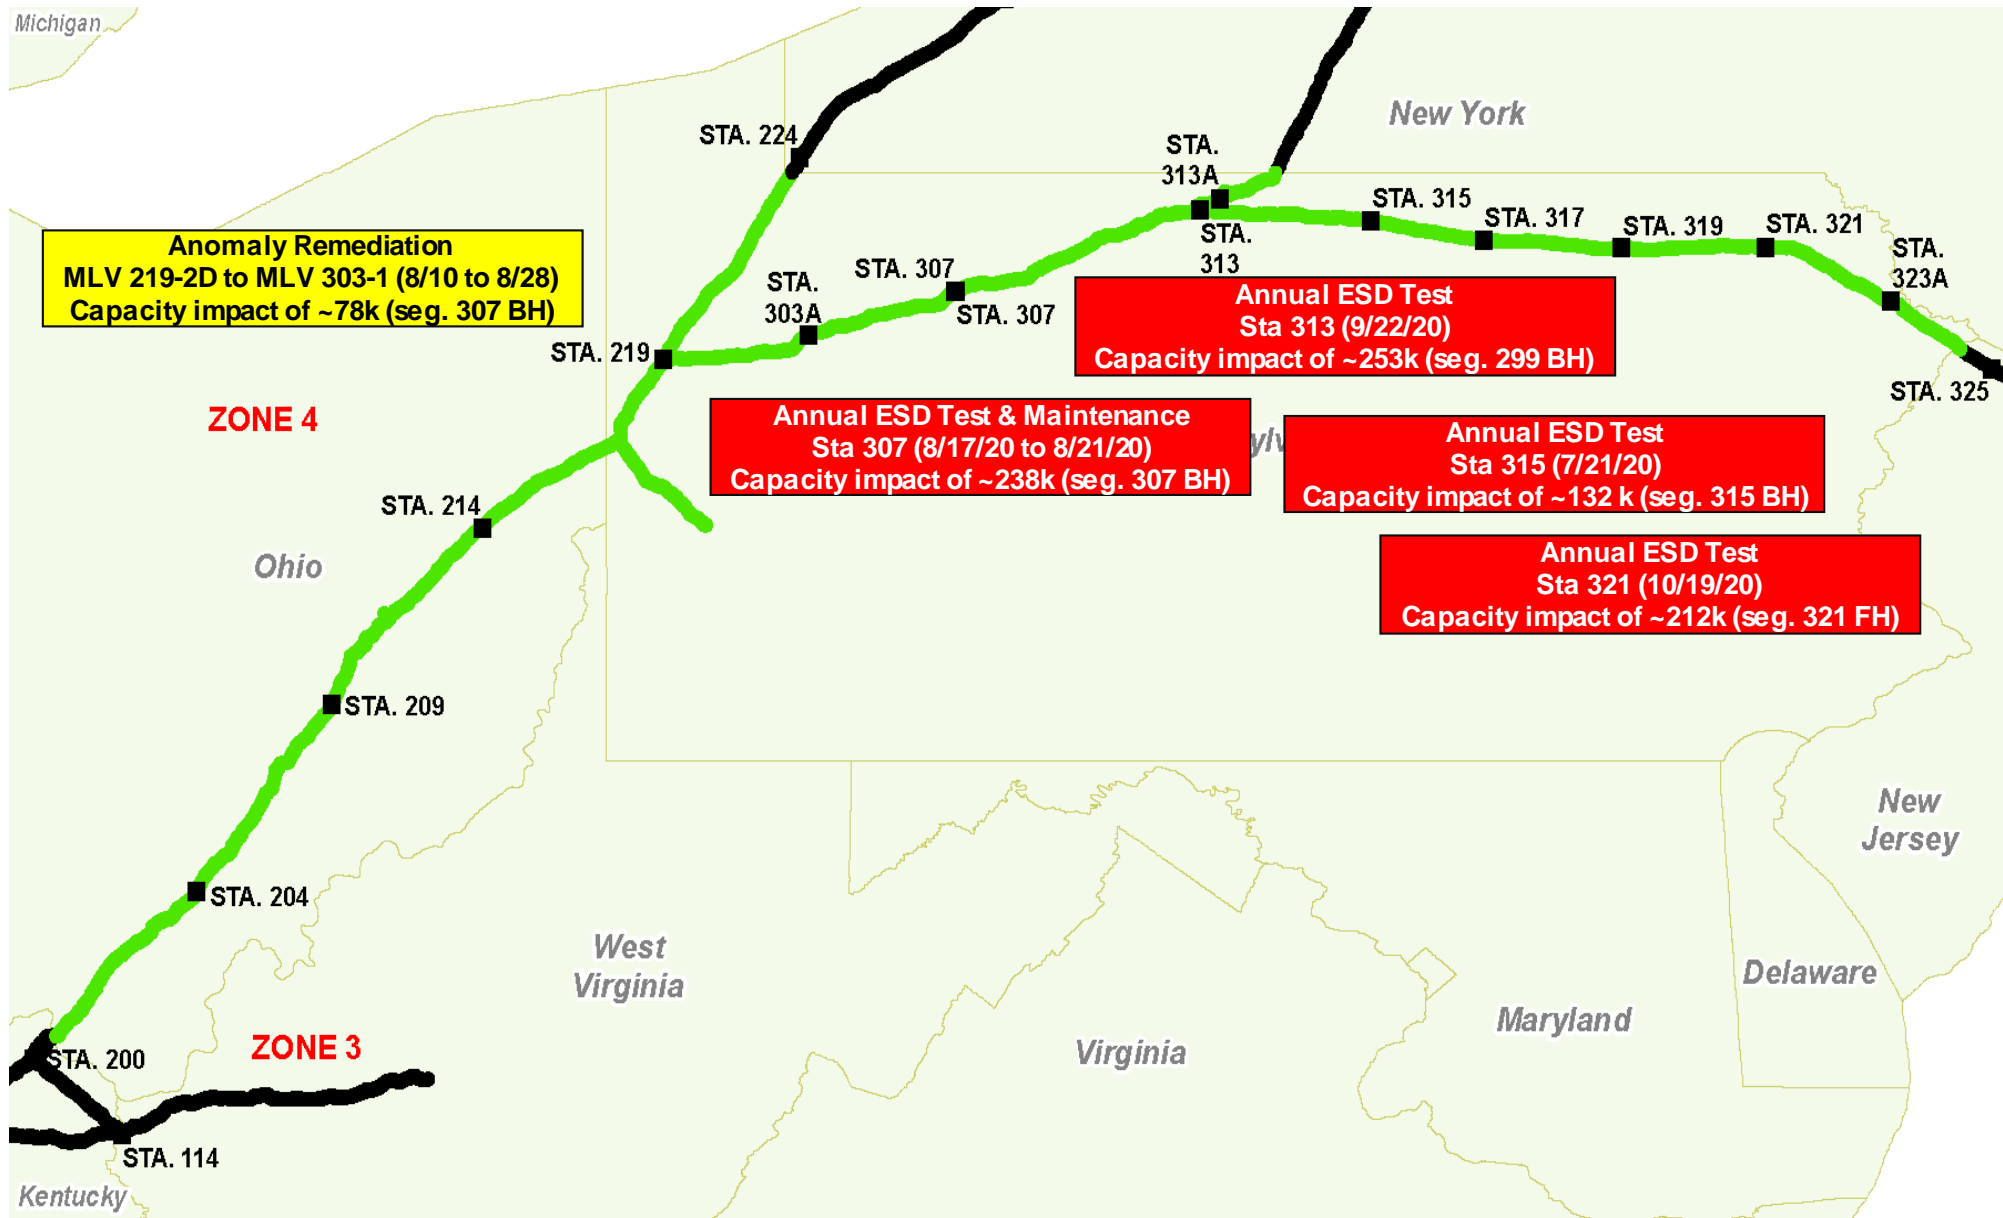 Michigan
New York
STA. 224
STA.
313A
STA. 315
STA. 317
STA. 319
STA. 321
STA.
313
STA.
323A
Anomaly Remediation
MLV 219-2D to MLV 303-1 (8/10 to 8/28)
Capacity impact of ~78k (seg. 307 BH)
STA. 307
STA.
303A
STA. 307
Annual ESD Test
Sta 313 (9/22/20)
Capacity impact of ~253k (seg. 299 BH)
STA. 219
STA. 325
ZONE 4
Annual ESD Test & Maintenance
Sta 307 (8/17/20 to 8/21/20)
Capacity impact of ~238k (seg. 307 BH)
Annual ESD Test
Sta 315 (7/21/20)
Capacity impact of ~132 k (seg. 315 BH)
STA. 214
Ohio
Annual ESD Test
Sta 321 (10/19/20)
Capacity impact of ~212k (seg. 321 FH)
STA. 209
New
Jersey
STA. 204
West
Virginia
Delaware
Maryland
STA. 200
ZONE 3
Virginia
STA. 114
Kentucky